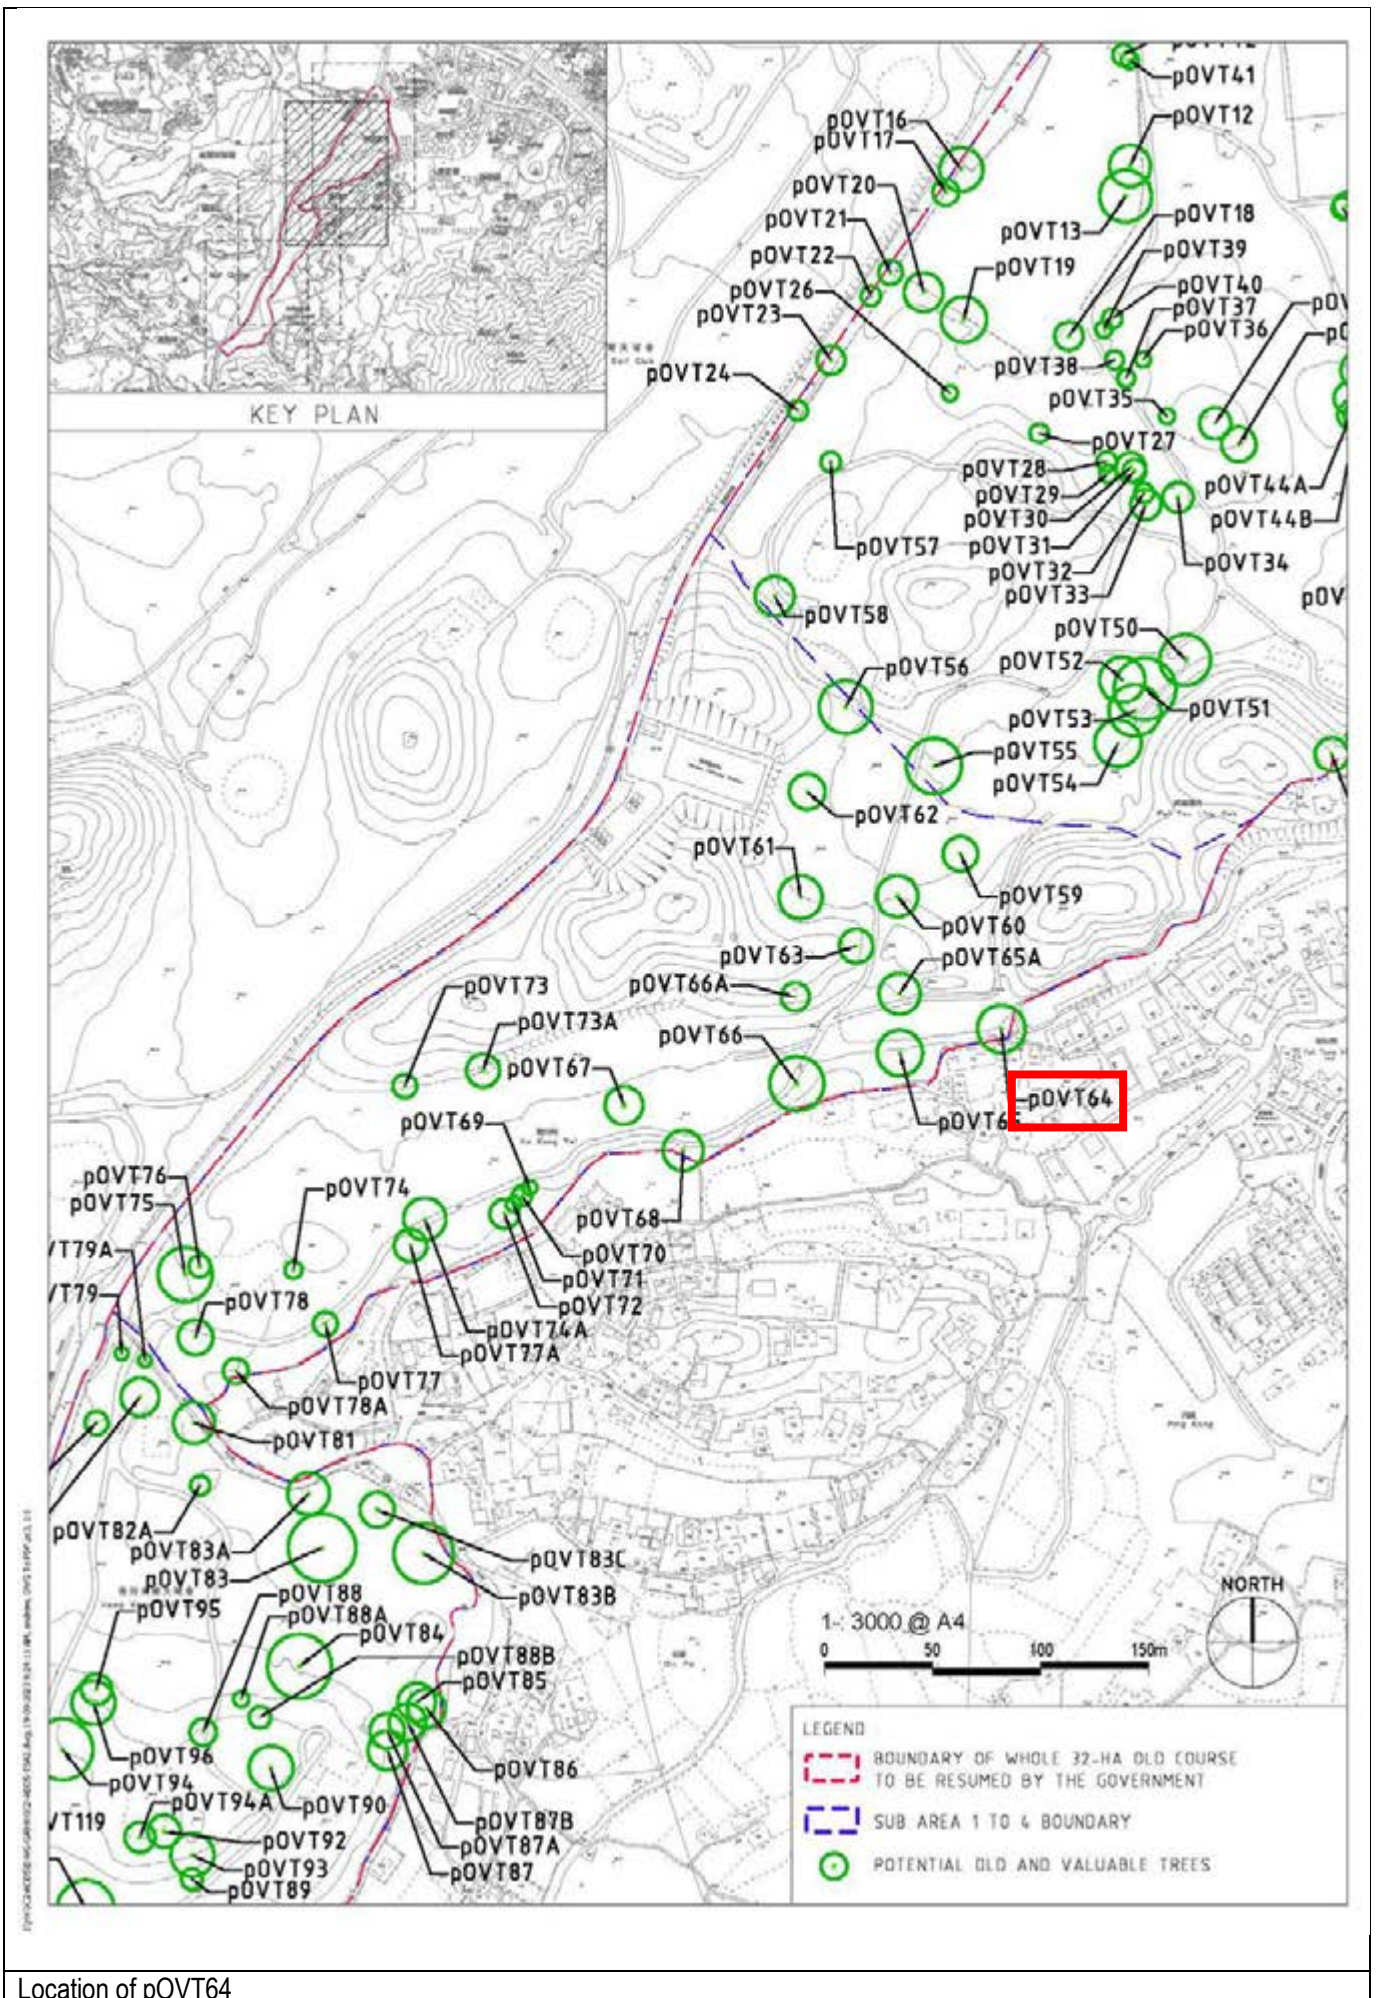 KEY PLAN
pOVT41
pOVT16
pOVT12
pOVT17
pOVT20
pOVT21
pOVT18
pOVT13
pOVT22
pOVT39
pOVT19
pOVT26
pOVT40
pOVT23
pOVT37
pOVT36
pOVT38
pOVT24
pOVT35
pOVT27
pOVT28
pOVT44A
pOVT29
pOVT30
pOVT44B
pOVT57
pOVT31
pOVT34
pOVT32
pOVT33
pOV
pOVT58
pOVT50
pOVT52
pOVT56
pOVT51
pOVT53
pOVT55
pOVT54
pOVT62
pOVT61
pOVT59
pOVT60
pOVT63
pOVT65A
pOVT66A
pOVT73
pOVT73A
pOVT66
pOVT67
pOVT64
pOVT69
pOVT6
pOVT76
pOVT74
pOVT75
pOVT68
VT79A
pOVT70
pOVT71
VT79
pOVT78
pOVT72
pOVT74A
pOVT77A
pOVT77
pOVT78A
pOVT81
pOVT82A
pOVT83A
pOVT83C
pOVT83
pOVT83B
pOVT88
pOVT95
pOVT88A
pOVT84
pOVT88B
pOVT85
pOVT96
pOVT86
pOVT94
pOVT94A
pOVT90
VT119
pOVT87B
pOVT92
pOVT87A
pOVT93
pOVT87
pOVT89
NORTH
1 : 3000 @ A4
0 50 100 150m
LEGEND
BOUNDARY OF WHOLE 32-HA OLD COURSE
TO BE RESUMED BY THE GOVERNMENT
SUB AREA 1 TO 4 BOUNDARY
POTENTIAL OLD AND VALUABLE TREES
Location of pOVT64